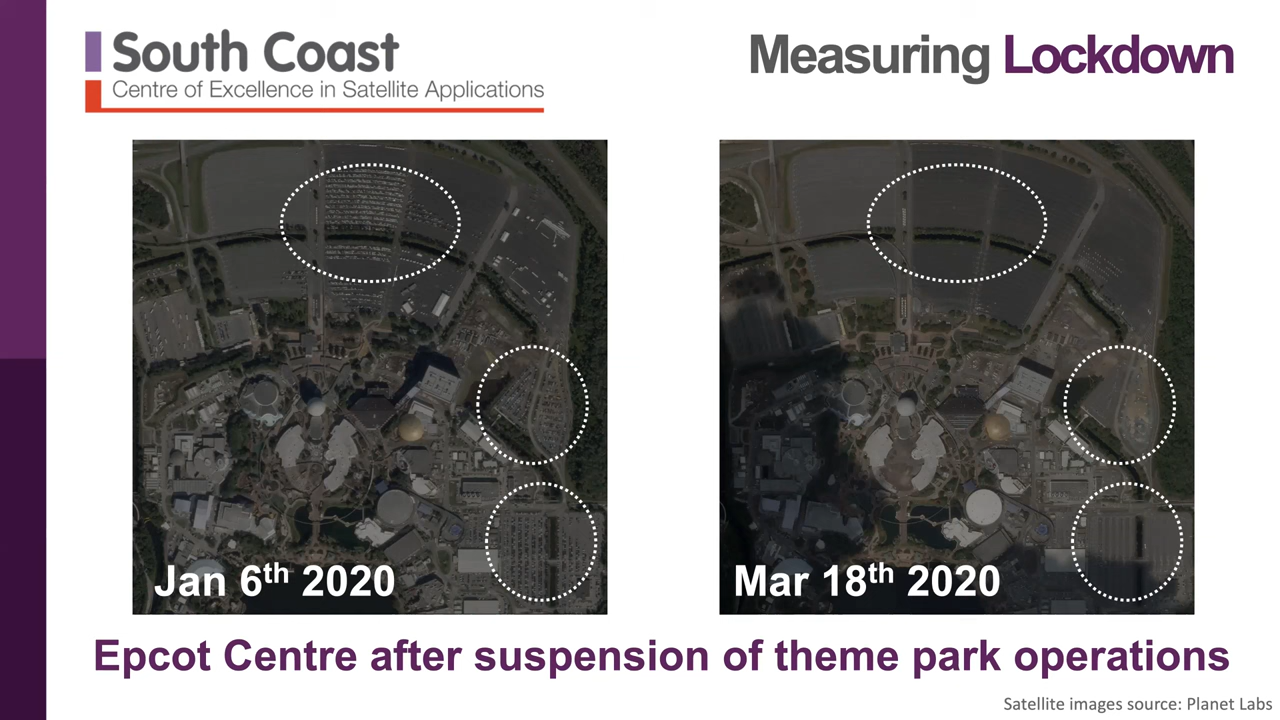 South Coast
Centre of Excellence in Satellite Applications
Measuring Lockdown
Jan 6th 2020
Mar 18th 2020
Epcot Centre after suspension of theme park operations
Satellite images source: Planet Labs